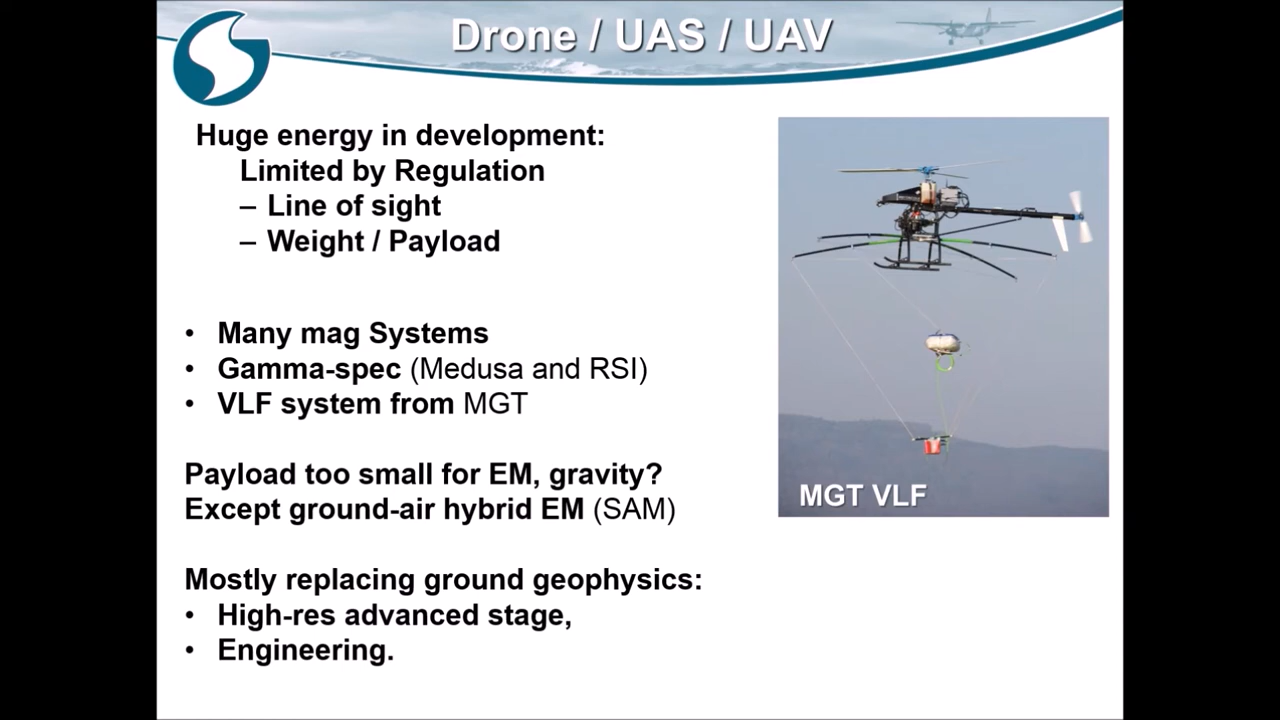 Drone / UAS / UAV
Huge energy in development:
Limited by Regulation
– Line of sight
– Weight / Payload
• Many mag Systems
• Gamma-spec (Medusa and RSI)
• VLF system from MGT
Payload too small for EM, gravity?
Except ground-air hybrid EM (SAM)
Mostly replacing ground geophysics:
• High-res advanced stage,
• Engineering.
MGT VLF